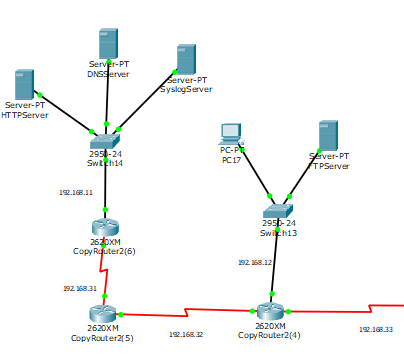 Server-PT
DNSServer
Server-PT
SyslogServer
Server-PT
HTTPServer
2950-24
Switch14
PC-PT
PC17
Server-PT
FTPServer
192.168.11
2950-24
Switch13
2620XM
CopyRouter2(6)
192.168.12
192.168.31
2620XM
CopyRouter2(5)
192.168.32
2620XM
CopyRouter2(4)
192.168.33